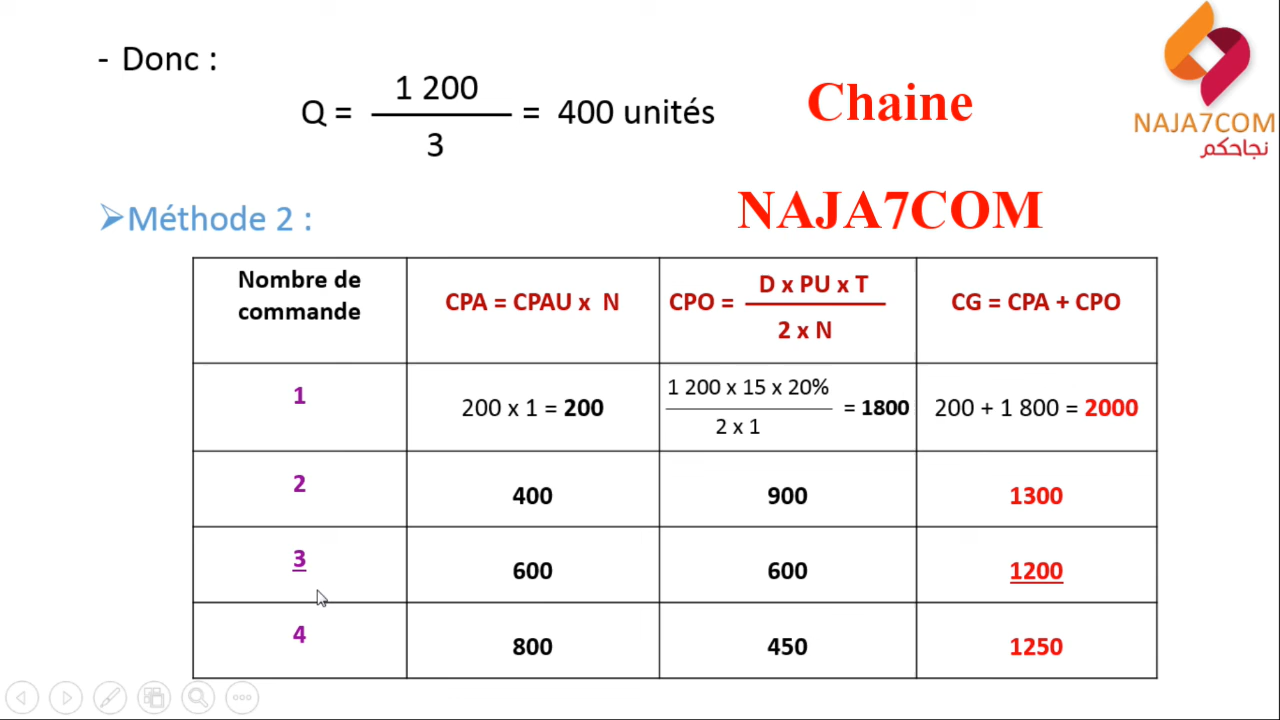 - Donc :
Q = 1 200 / 3 = 400 unités
Chaine
NAJA7COM
NAJA7COM
نجاحكم
➢Méthode 2 :
Nombre de commande | CPA = CPAU x N | CPO = D x PU x T / 2 x N | CG = CPA + CPO
1 | 200 x 1 = 200 | 1 200 x 15 x 20% / 2 x 1 = 1800 | 200 + 1 800 = 2000
2 | 400 | 900 | 1300
3 | 600 | 600 | 1200
4 | 800 | 450 | 1250